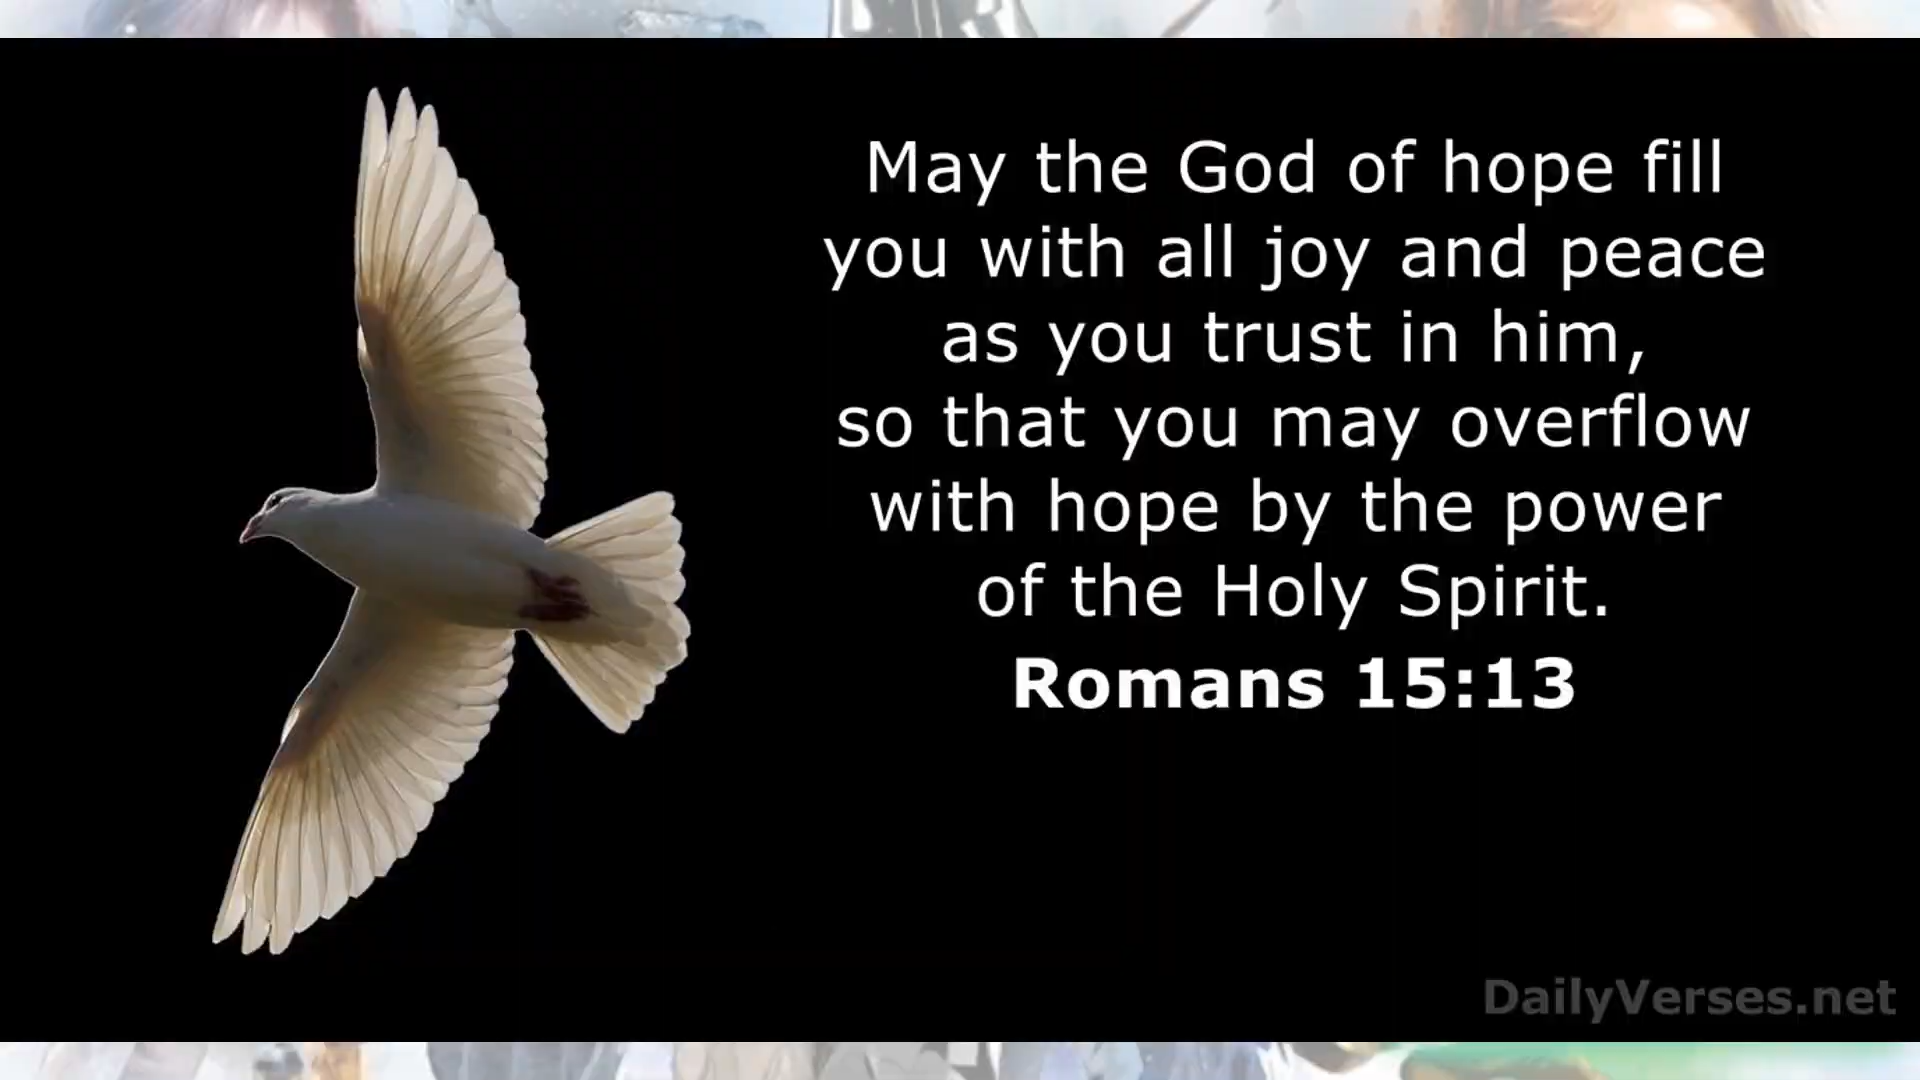 May the God of hope fill
you with all joy and peace
as you trust in him,
so that you may overflow
with hope by the power
of the Holy Spirit.
Romans 15:13
DailyVerses.net